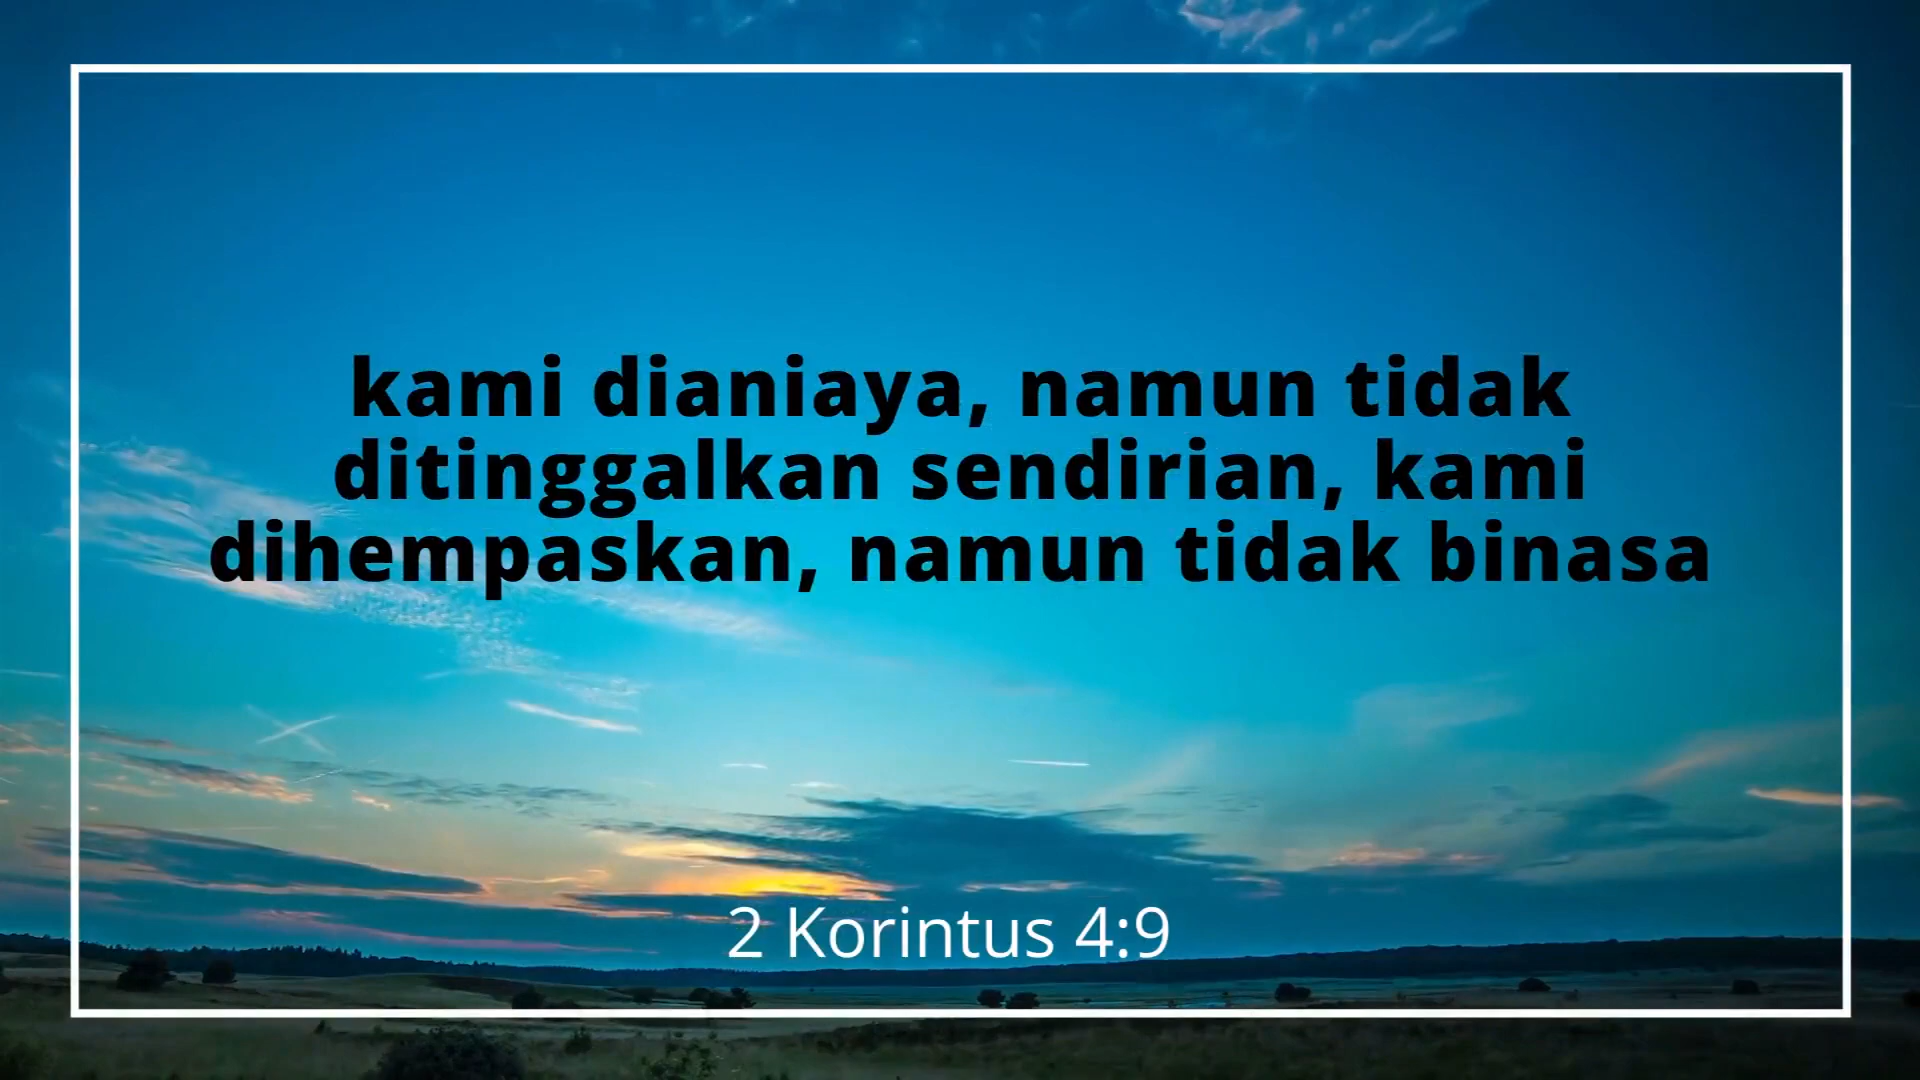 kami dianiaya, namun tidak
ditinggalkan sendirian, kami
dihempaskan, namun tidak binasa
2 Korintus 4:9